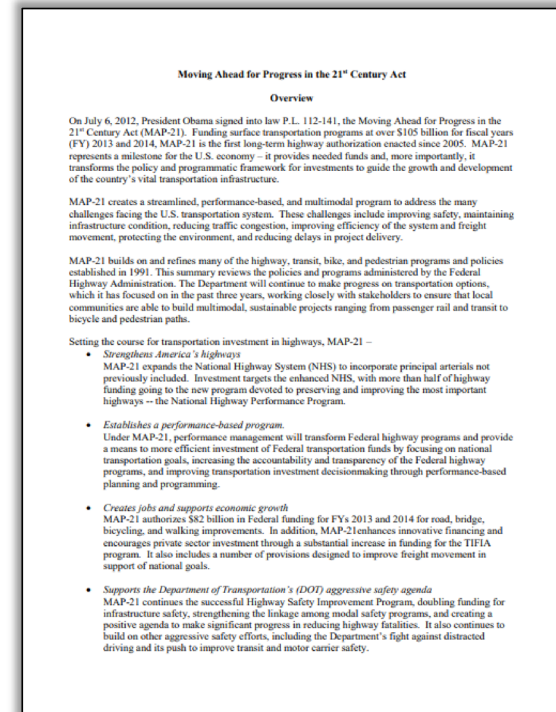 Moving Ahead for Progress in the 21st Century Act
Overview
On July 6, 2012, President Obama signed into law P.L. 112-141, the Moving Ahead for Progress in the
21st Century Act (MAP-21).  Funding surface transportation programs at over $105 billion for fiscal years
(FY) 2013 and 2014, MAP-21 is the first long-term highway authorization enacted since 2005.  MAP-21
represents a milestone for the U.S. economy – it provides needed funds and, more importantly, it
transforms the policy and programmatic framework for investments to guide the growth and development
of the country's vital transportation infrastructure.
MAP-21 creates a streamlined, performance-based, and multimodal program to address the many
challenges facing the U.S. transportation system.  These challenges include improving safety, maintaining
infrastructure condition, reducing traffic congestion, improving efficiency of the system and freight
movement, protecting the environment, and reducing delays in project delivery.
MAP-21 builds on and refines many of the highway, transit, bike, and pedestrian programs and policies
established in 1991. This summary reviews the policies and programs administered by the Federal
Highway Administration. The Department will continue to make progress on transportation options,
which it has focused on in the past three years, working closely with stakeholders to ensure that local
communities are able to build multimodal, sustainable projects ranging from passenger rail and transit to
bicycle and pedestrian paths.
Setting the course for transportation investment in highways, MAP-21 –
• Strengthens America's highways
MAP-21 expands the National Highway System (NHS) to incorporate principal arterials not
previously included.  Investment targets the enhanced NHS, with more than half of highway
funding going to the new program devoted to preserving and improving the most important
highways -- the National Highway Performance Program.
• Establishes a performance-based program.
Under MAP-21, performance management will transform Federal highway programs and provide
a means to more efficient investment of Federal transportation funds by focusing on national
transportation goals, increasing the accountability and transparency of the Federal highway
programs, and improving transportation investment decisionmaking through performance-based
planning and programming.
• Creates jobs and supports economic growth
MAP-21 authorizes $82 billion in Federal funding for FYs 2013 and 2014 for road, bridge,
bicycling, and walking improvements.  In addition, MAP-21enhances innovative financing and
encourages private sector investment through a substantial increase in funding for the TIFIA
program.  It also includes a number of provisions designed to improve freight movement in
support of national goals.
• Supports the Department of Transportation's (DOT) aggressive safety agenda
MAP-21 continues the successful Highway Safety Improvement Program, doubling funding for
infrastructure safety, strengthening the linkage among modal safety programs, and creating a
positive agenda to make significant progress in reducing highway fatalities.  It also continues to
build on other aggressive safety efforts, including the Department's fight against distracted
driving and its push to improve transit and motor carrier safety.